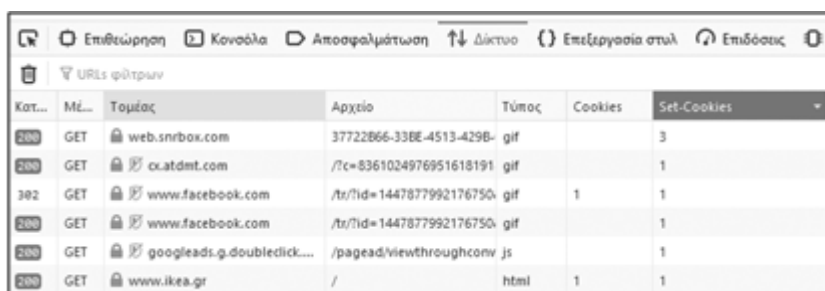 Επιθεώρηση Κονσόλα Αποσφαλμάτωση Δίκτυο {} Επεξεργασία στυλ Επιδόσεις
URLs φίλτρων
Κατ... Μέ... Τομέας Αρχείο Τύπος Cookies Set-Cookies
200 GET web.snrbox.com 37722B66-33BE-4513-429B- gif 3
200 GET cx.atdmt.com /?c=8361024976951618191 gif 1
302 GET www.facebook.com /tr/?id=1447877992176750 gif 1 1
200 GET www.facebook.com /tr/?id=1447877992176750 gif 1
200 GET googleads.g.doubleclick.... /pagead/viewthroughconv js 1
200 GET www.ikea.gr / html 1 1